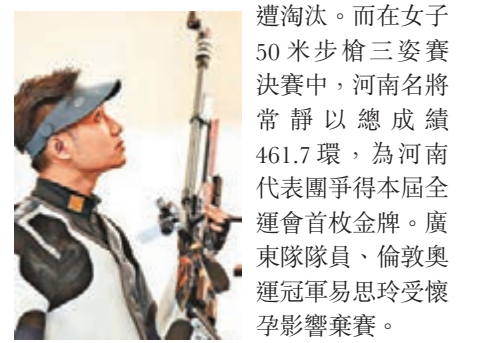 遭淘汰。而在女子
50 米步槍三姿賽
決賽中，河南名將
常靜以總成績
461.7 環，為河南
代表團爭得本屆全
運會首枚金牌。廣
東隊隊員、倫敦奧
運冠軍易思玲受懷
孕影響棄賽。